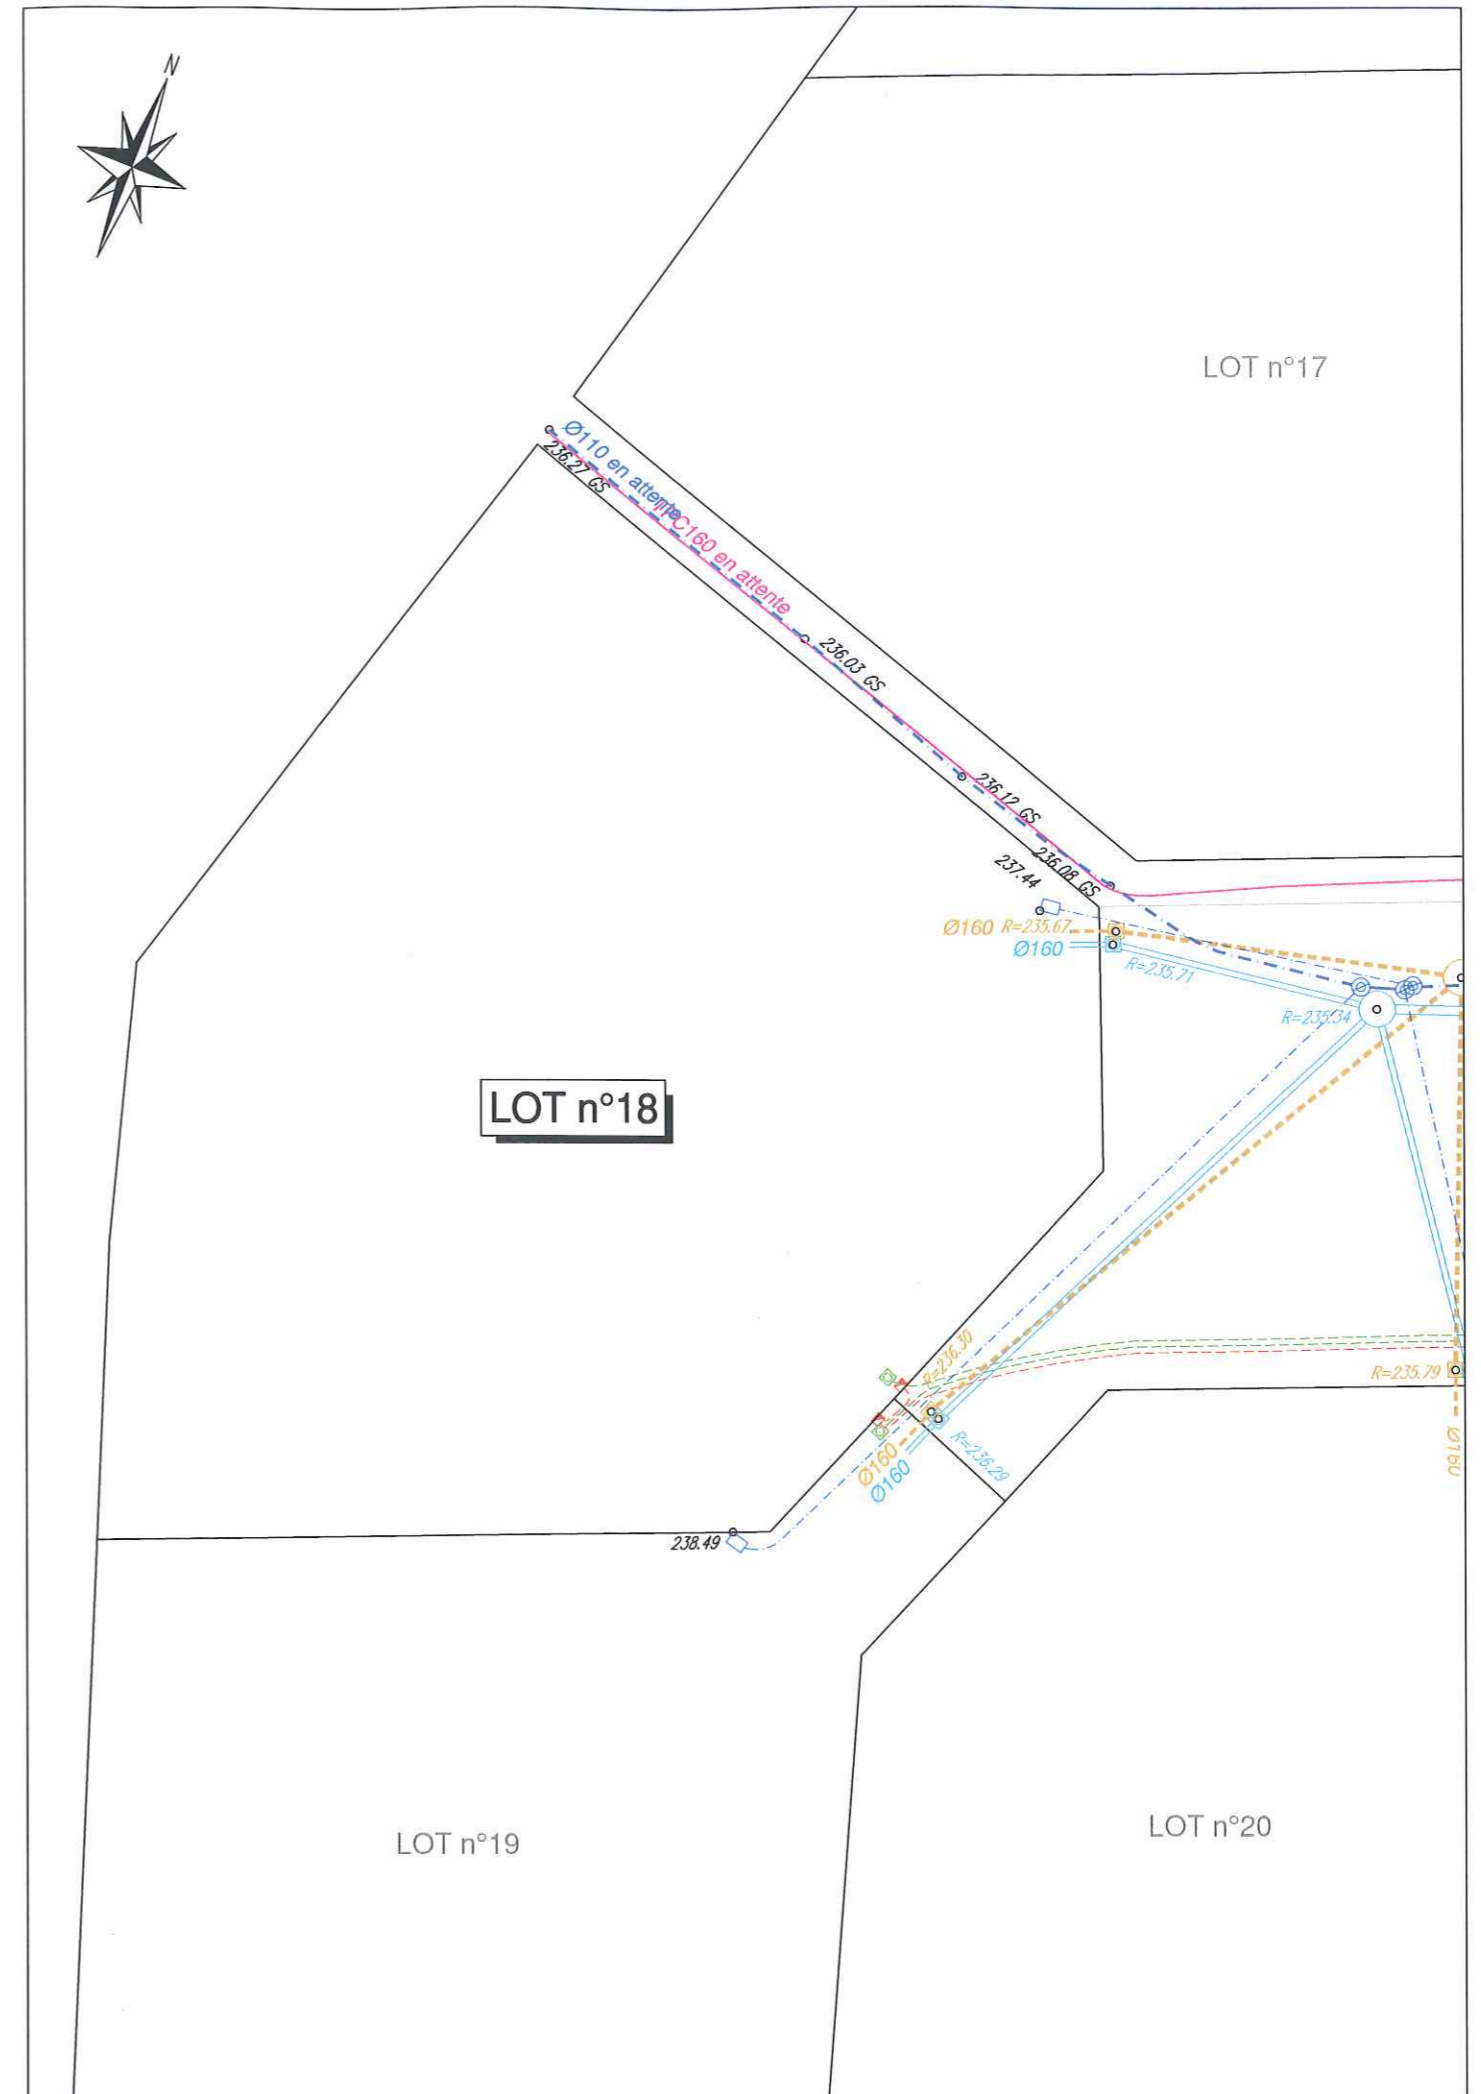 N
LOT n°17
Ø110 en attente
236.27 GS
TPC160 en attente
236.03 GS
236.12 GS
236.08 GS
237.44
Ø160 R=235.67
Ø160
R=235.71
R=235.34
LOT n°18
R=236.30
R=235.79
Ø160
Ø160
R=236.29
Ø160
238.49
LOT n°19
LOT n°20